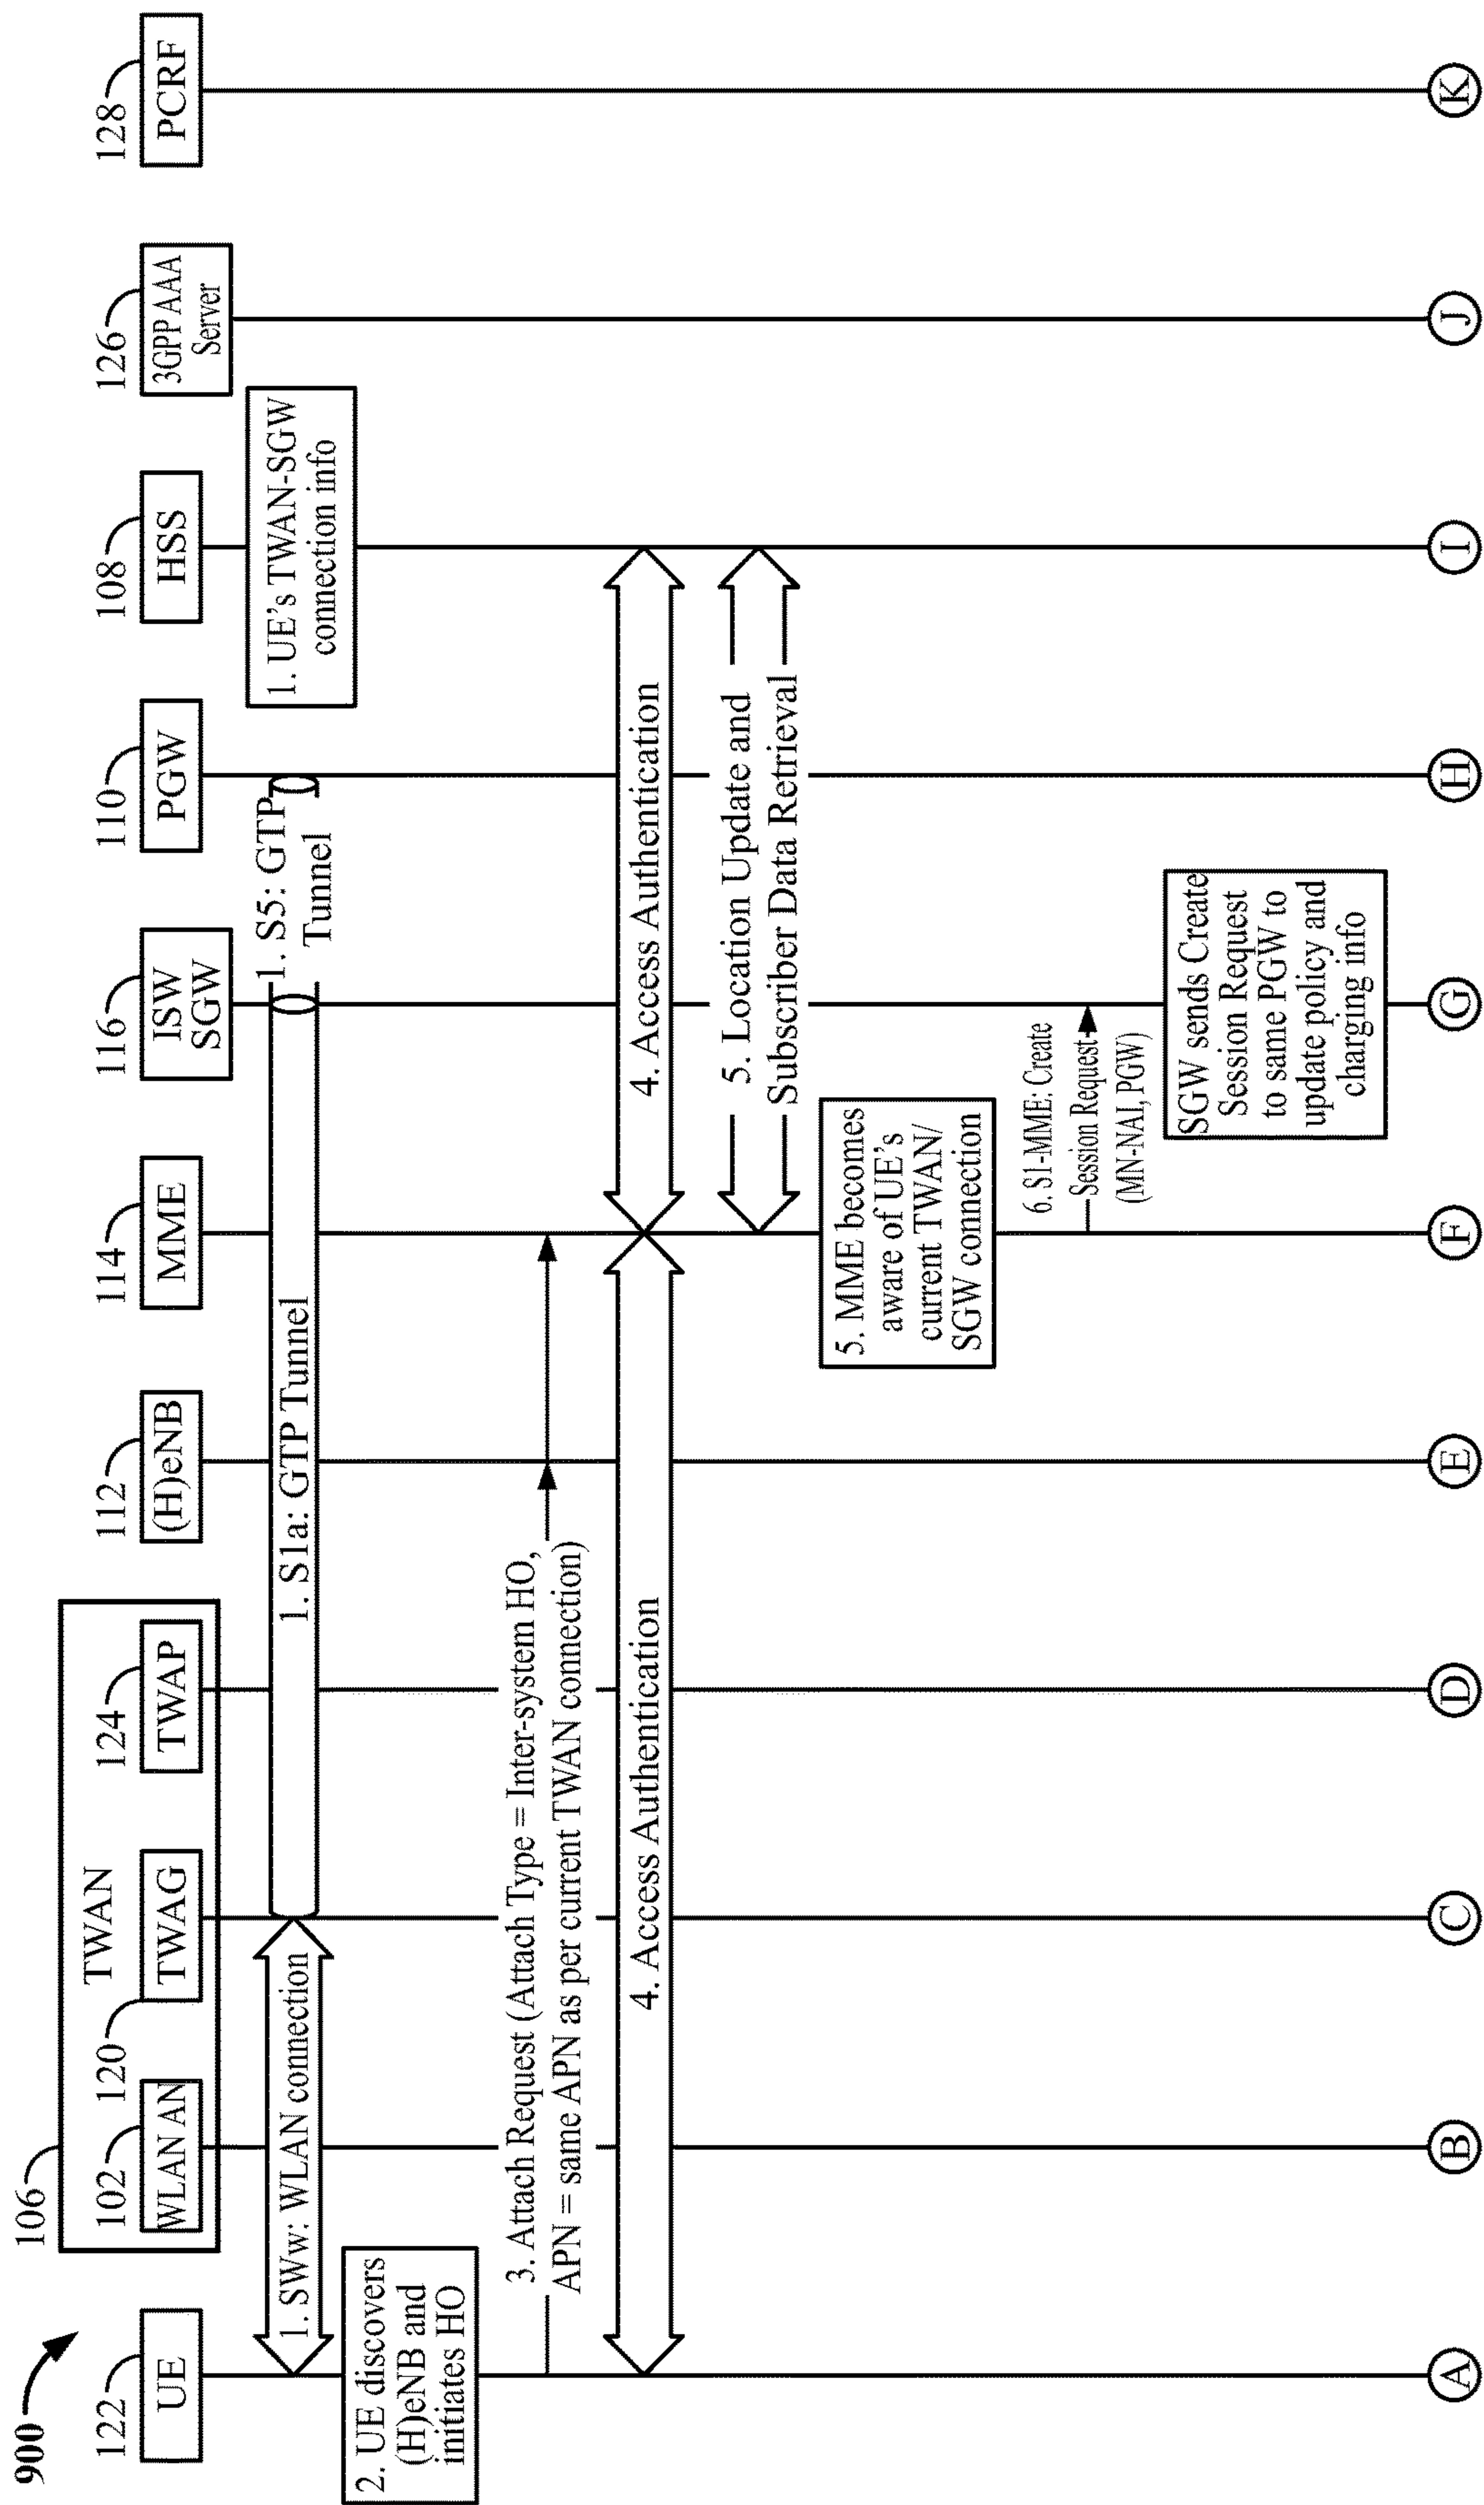 900
106
TWAN
122
102
120
124
112
114
116
110
108
126
128
UE
WLAN AN
TWAG
TWAP
(H)eNB
MME
ISW
SGW
PGW
HSS
3GPP AAA
Server
PCRF
1. SWw: WLAN connection
1. S1a: GTP Tunnel
1. S5: GTP
Tunnel
1. UE's TWAN-SGW
connection info
2. UE discovers
(H)eNB and
initiates HO
3. Attach Request (Attach Type = Inter-system HO,
APN = same APN as per current TWAN connection)
4. Access Authentication
4. Access Authentication
5. Location Update and
Subscriber Data Retrieval
5. MME becomes
aware of UE's
current TWAN/
SGW connection
6. S1-MME: Create
Session Request
(MN-NAI, PGW)
SGW sends Create
Session Request
to same PGW to
update policy and
charging info
A
B
C
D
E
F
G
H
I
J
K